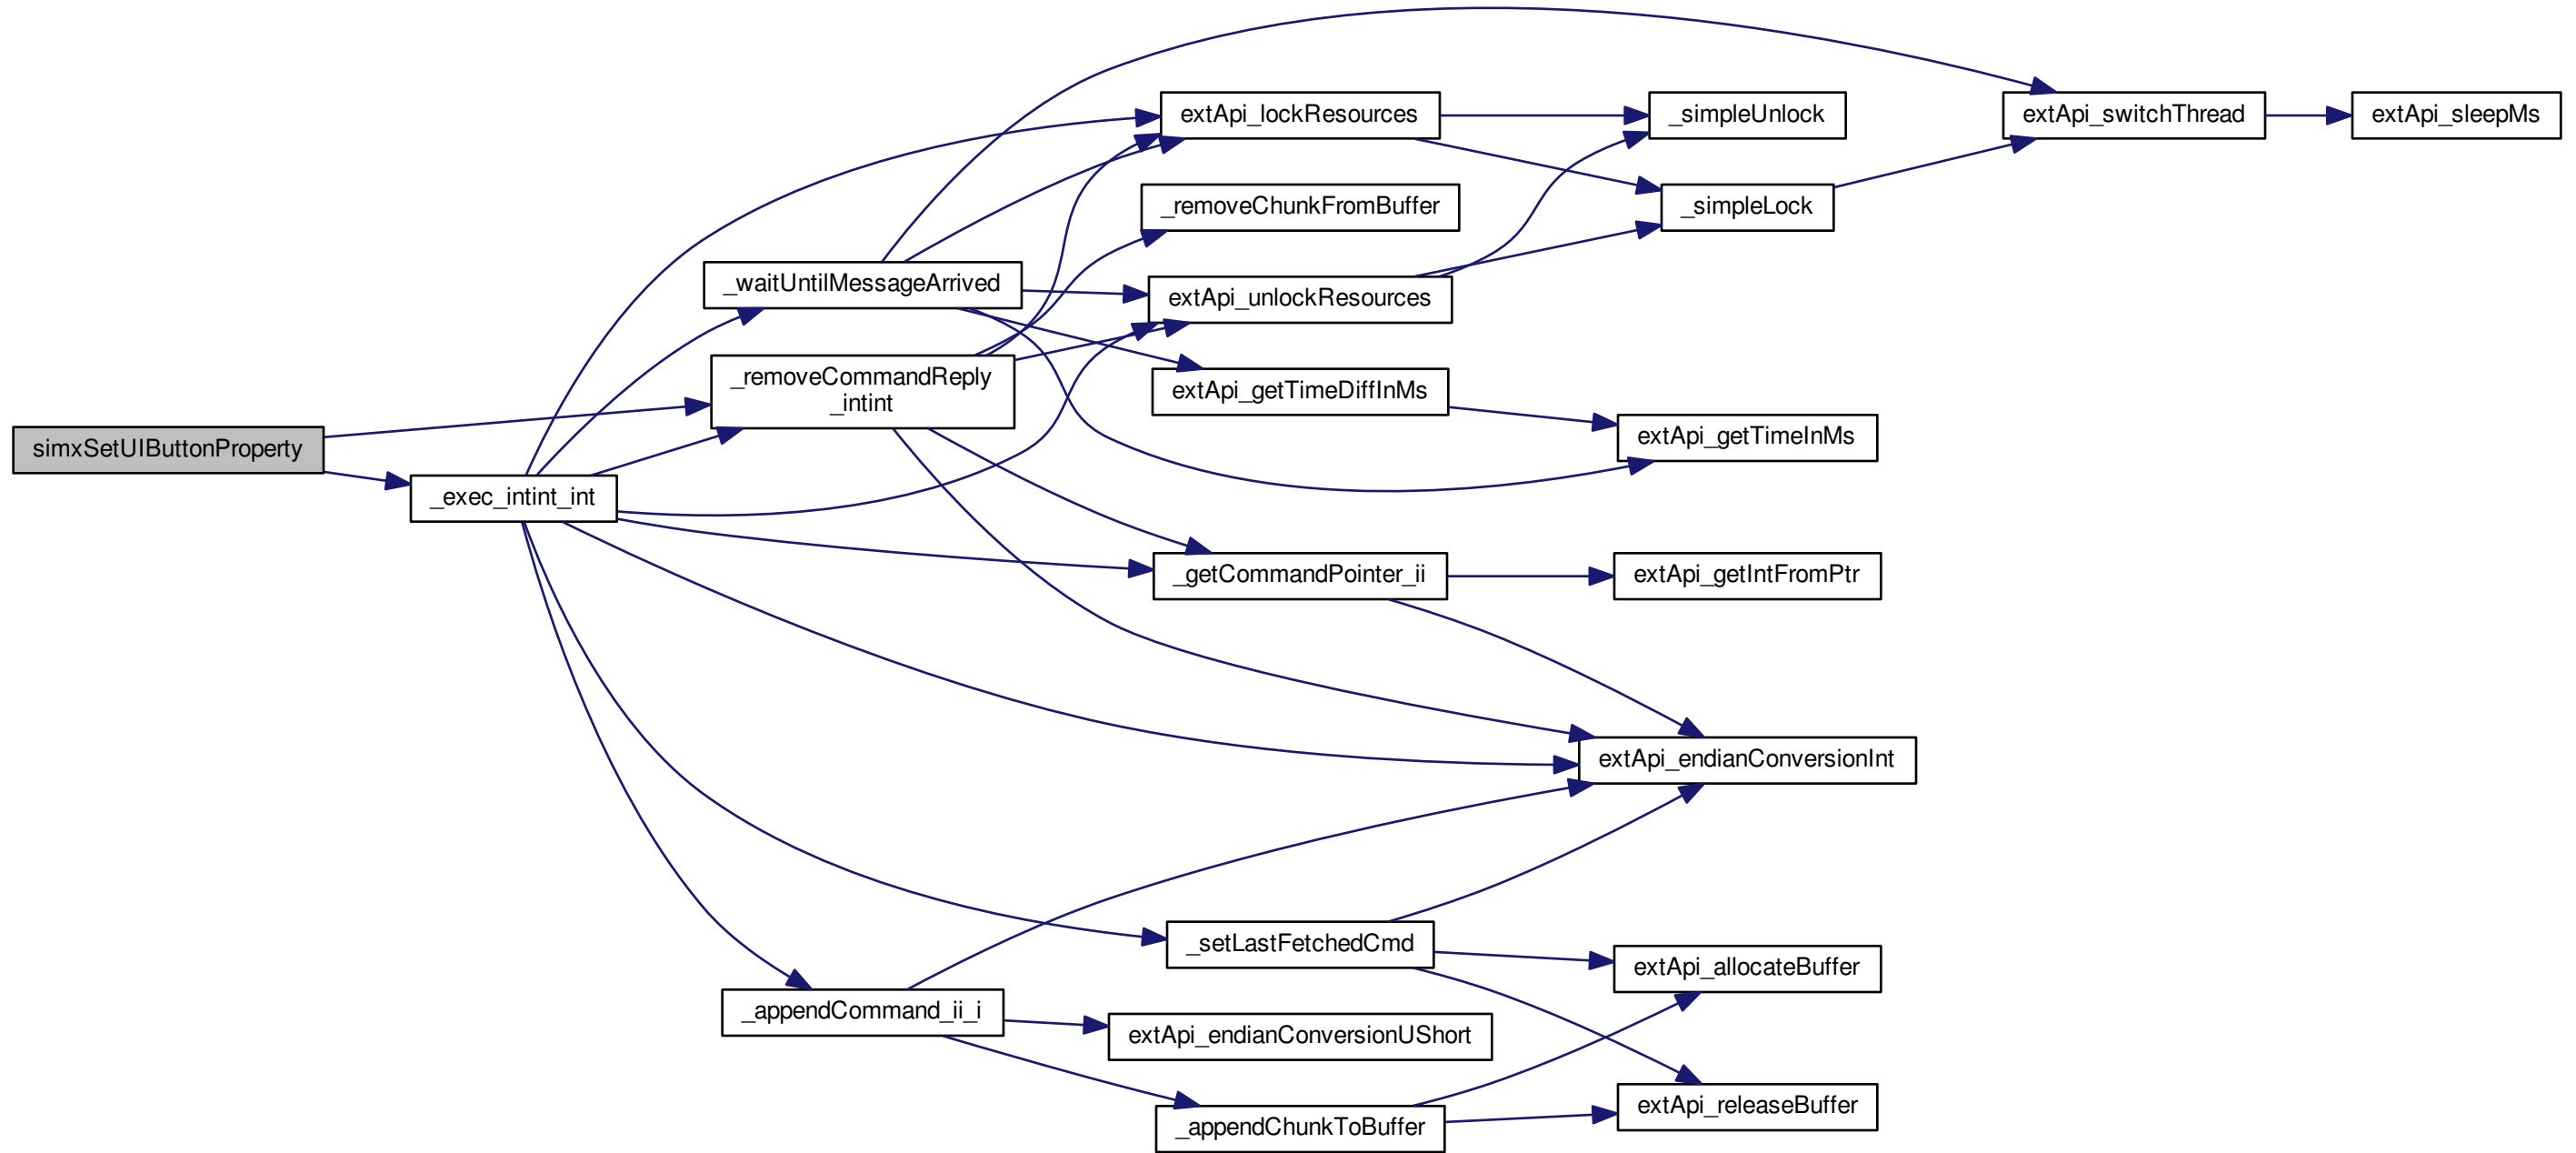 extApi_lockResources
_simpleUnlock
extApi_switchThread
extApi_sleepMs
_removeChunkFromBuffer
_simpleLock
_waitUntilMessageArrived
extApi_unlockResources
_removeCommandReply
_intint
extApi_getTimeDiffInMs
extApi_getTimeInMs
simxSetUIButtonProperty
_exec_intint_int
_getCommandPointer_ii
extApi_getIntFromPtr
extApi_endianConversionInt
_setLastFetchedCmd
extApi_allocateBuffer
_appendCommand_ii_i
extApi_endianConversionUShort
extApi_releaseBuffer
_appendChunkToBuffer